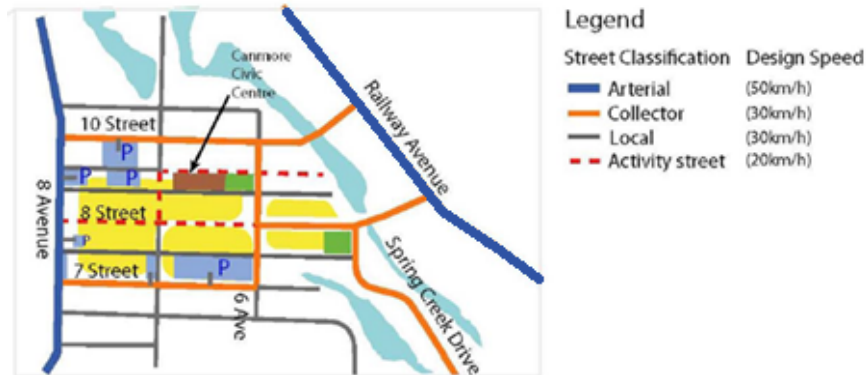 Canmore
Civic
Centre
10 Street
P
P
P
8 Avenue
8 Street
P
7 Street
P
6 Ave
Railway Avenue
Spring Creek Drive
Legend
Street Classification Design Speed
Arterial (50km/h)
Collector (30km/h)
Local (30km/h)
Activity street (20km/h)